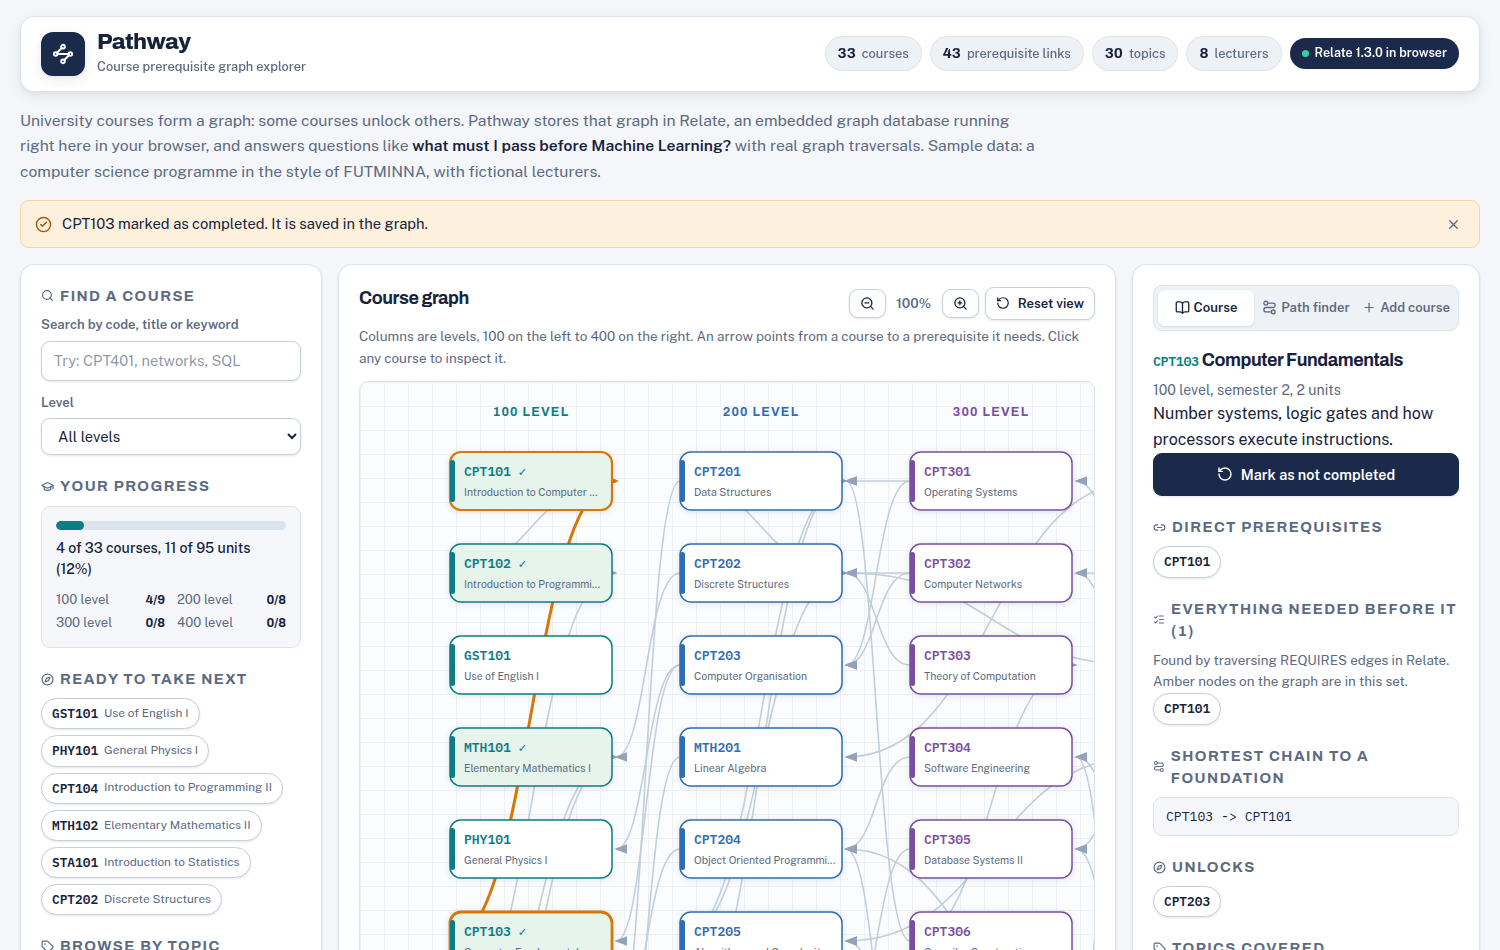 Pathway
Course prerequisite graph explorer
33 courses
43 prerequisite links
30 topics
8 lecturers
Relate 1.3.0 in browser
University courses form a graph: some courses unlock others. Pathway stores that graph in Relate, an embedded graph database running
right here in your browser, and answers questions like what must I pass before Machine Learning? with real graph traversals. Sample data: a
computer science programme in the style of FUTMINNA, with fictional lecturers.
CPT103 marked as completed. It is saved in the graph.
FIND A COURSE
Search by code, title or keyword
Try: CPT401, networks, SQL
Level
All levels
YOUR PROGRESS
4 of 33 courses, 11 of 95 units
(12%)
100 level 4/9 200 level 0/8
300 level 0/8 400 level 0/8
READY TO TAKE NEXT
GST101 Use of English I
PHY101 General Physics I
CPT104 Introduction to Programming II
MTH102 Elementary Mathematics II
STA101 Introduction to Statistics
CPT202 Discrete Structures
BROWSE BY TOPIC
Course graph
100%
Reset view
Columns are levels, 100 on the left to 400 on the right. An arrow points from a course to a prerequisite it needs. Click
any course to inspect it.
100 LEVEL
200 LEVEL
300 LEVEL
CPT101 ✓
Introduction to Computer ...
CPT201
Data Structures
CPT301
Operating Systems
CPT102 ✓
Introduction to Programmi...
CPT202
Discrete Structures
CPT302
Computer Networks
GST101
Use of English I
CPT203
Computer Organisation
CPT303
Theory of Computation
MTH101 ✓
Elementary Mathematics I
MTH201
Linear Algebra
CPT304
Software Engineering
PHY101
General Physics I
CPT204
Object Oriented Programmi...
CPT305
Database Systems II
CPT103 ✓
CPT205
CPT306
Course
Path finder
Add course
CPT103 Computer Fundamentals
100 level, semester 2, 2 units
Number systems, logic gates and how
processors execute instructions.
Mark as not completed
DIRECT PREREQUISITES
CPT101
EVERYTHING NEEDED BEFORE IT
(1)
Found by traversing REQUIRES edges in Relate.
Amber nodes on the graph are in this set.
CPT101
SHORTEST CHAIN TO A
FOUNDATION
CPT103 -> CPT101
UNLOCKS
CPT203
TOPICS COVERED